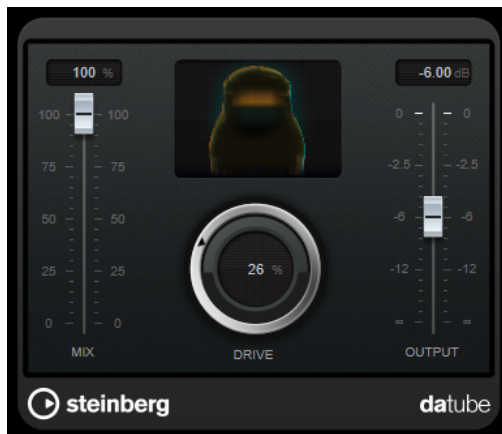 100 %
-6.00 dB
100 100
0 0
75 75
-2.5 -2.5
50 50
-6 -6
26 %
25 25
-12 -12
0 0
∞ ∞
MIX
DRIVE
OUTPUT
steinberg
datube